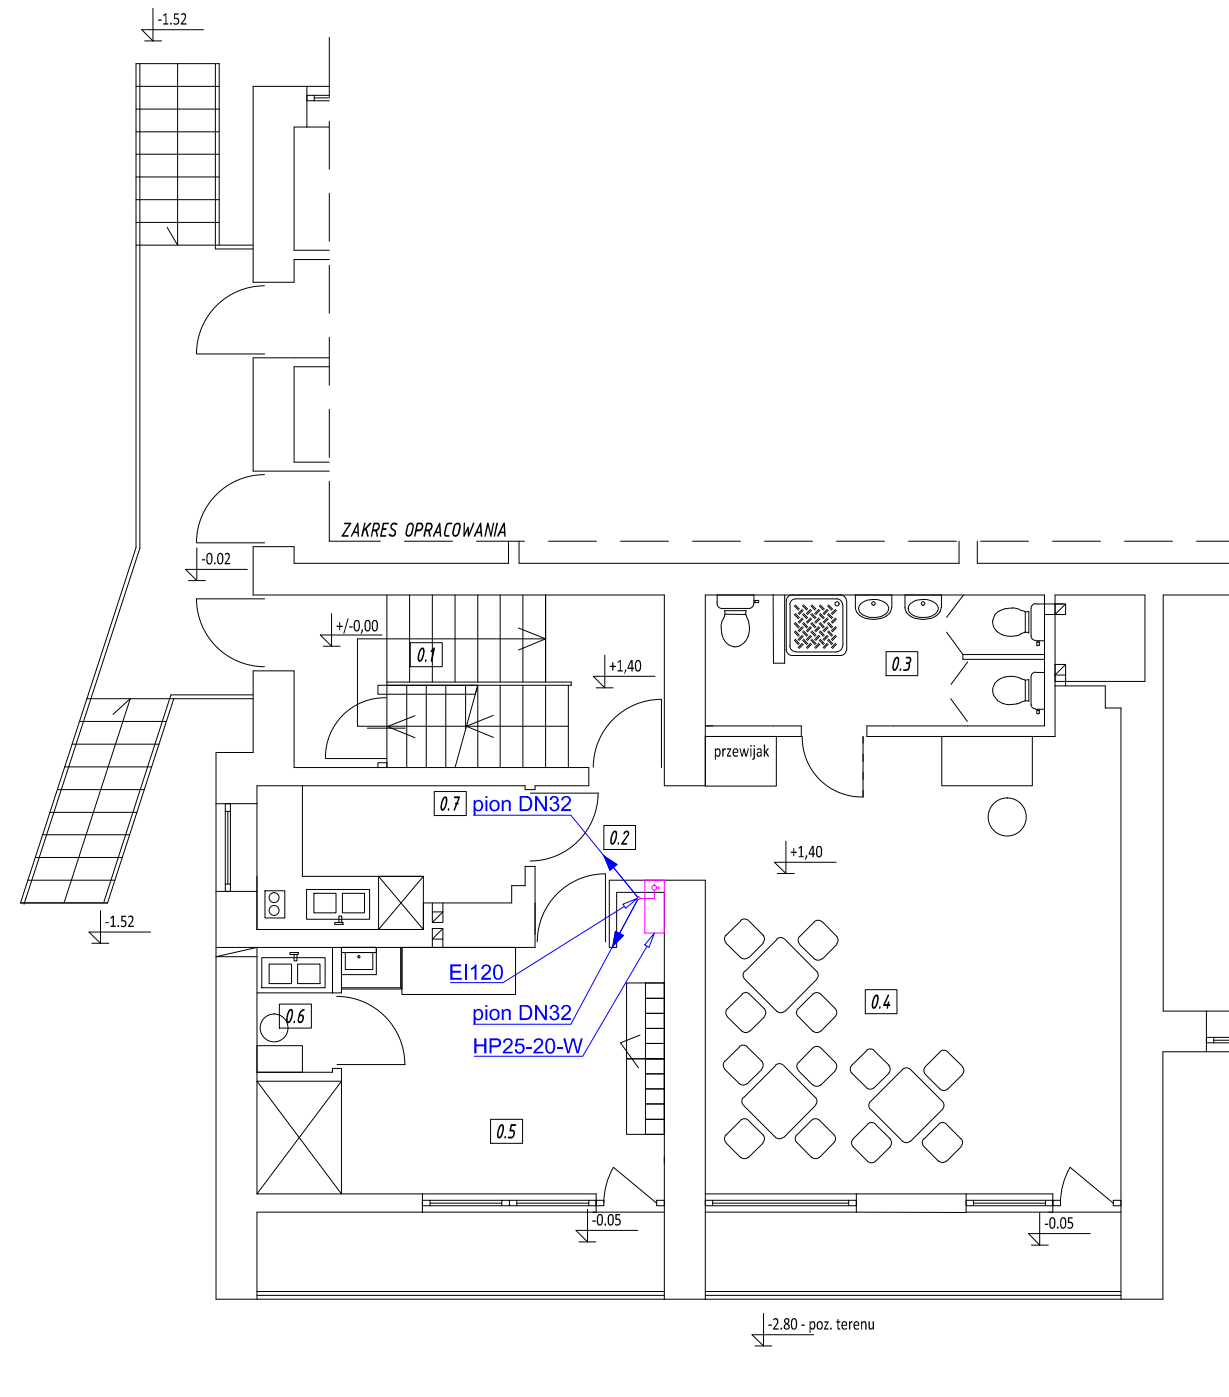 -1.52
ZAKRES OPRACOWANIA
-0.02
+/-0,00
0.1
+1,40
0.3
przewijak
0.7
pion DN32
0.2
+1,40
-1.52
EI120
0.4
pion DN32
0.6
HP25-20-W
0.5
-0.05
-0.05
-2.80 - poz. terenu